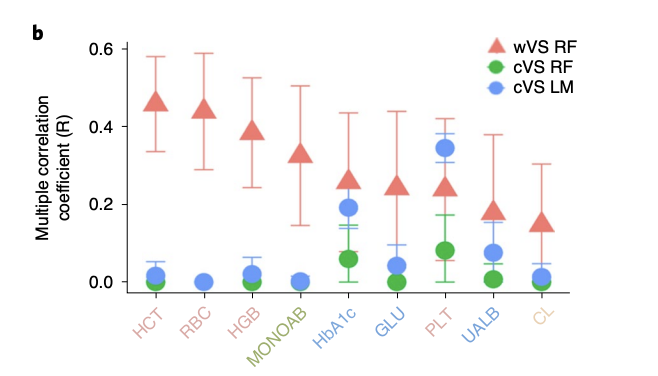 b
wVS RF
cVS RF
cVS LM
Multiple correlation
coefficient (R)
0.6
0.4
0.2
0.0
HCT
RBC
HGB
MONOAB
HbA1c
GLU
PLT
UALB
CL